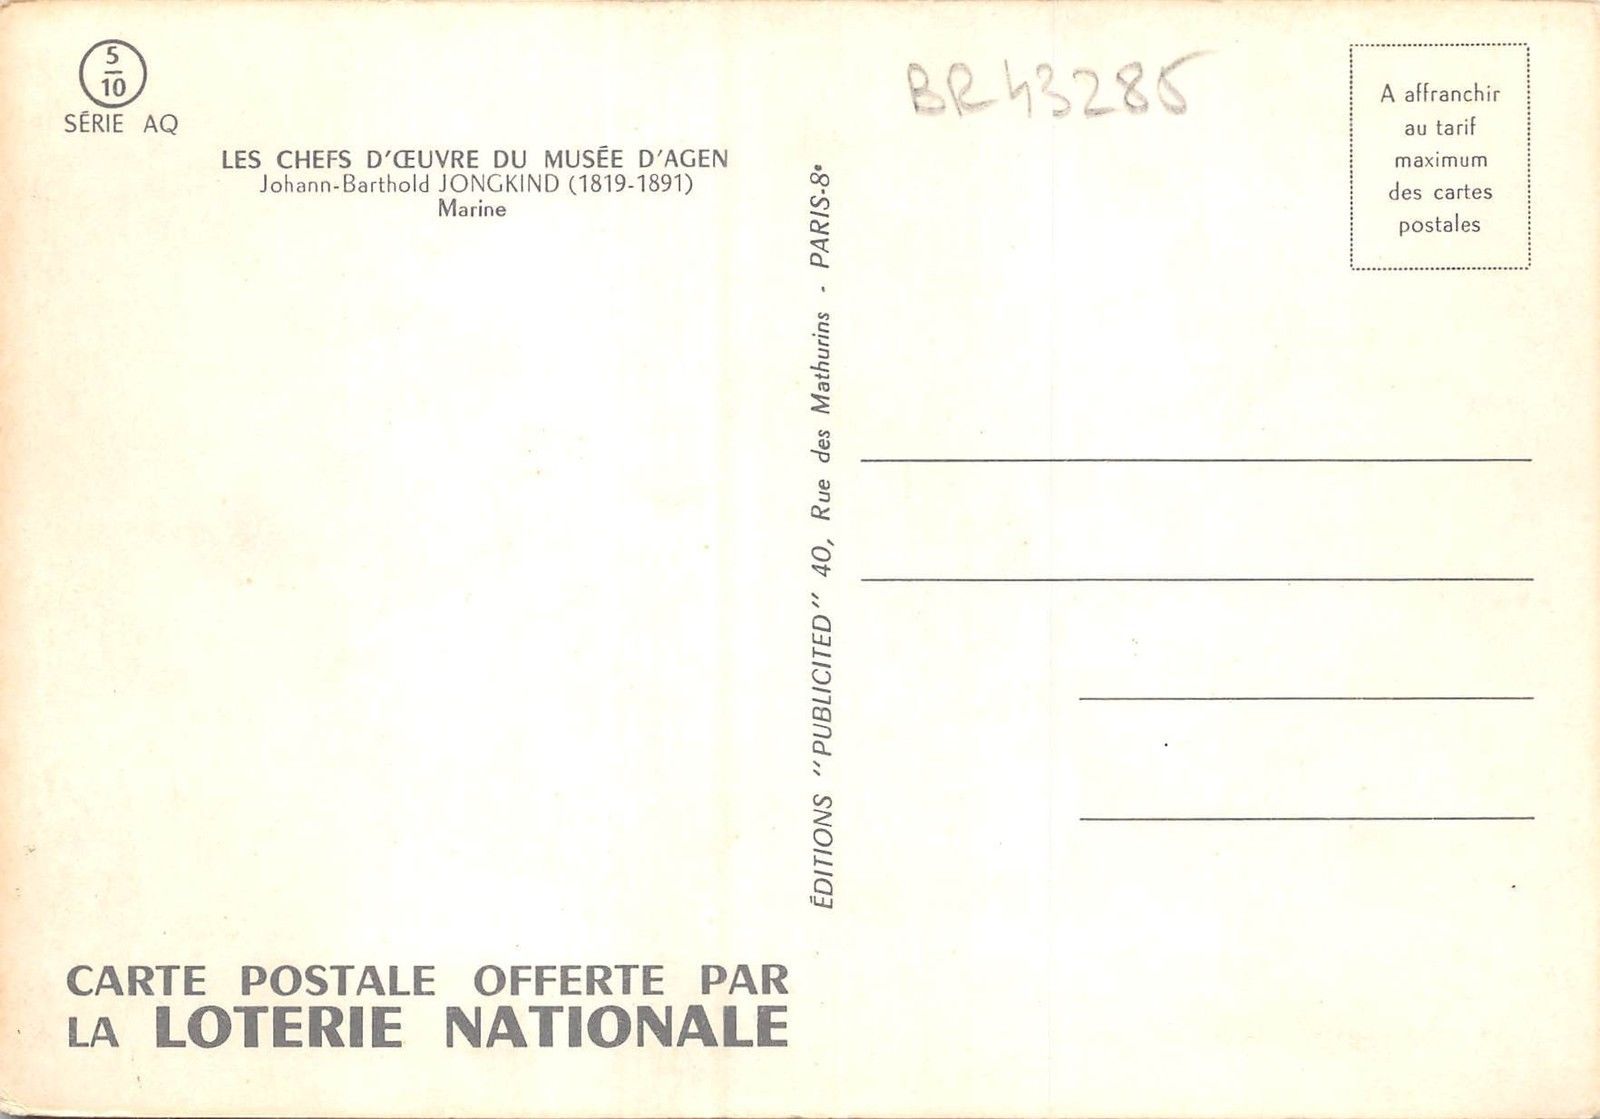 5
10
SÉRIE AQ
LES CHEFS D'ŒUVRE DU MUSÉE D'AGEN
Johann-Barthold JONGKIND (1819-1891)
Marine
CARTE POSTALE OFFERTE PAR
LA LOTERIE NATIONALE
ÉDITIONS "PUBLICITED" 40, Rue des Mathurins - PARIS-8e
BR43285
A affranchir
au tarif
maximum
des cartes
postales